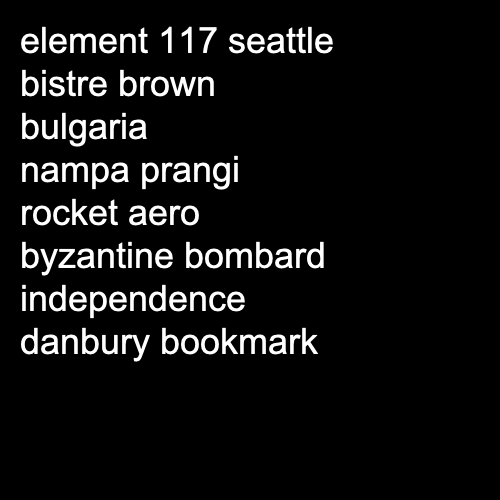 element 117 seattle
bistre brown
bulgaria
nampa prangi
rocket aero
byzantine bombard
independence
danbury bookmark